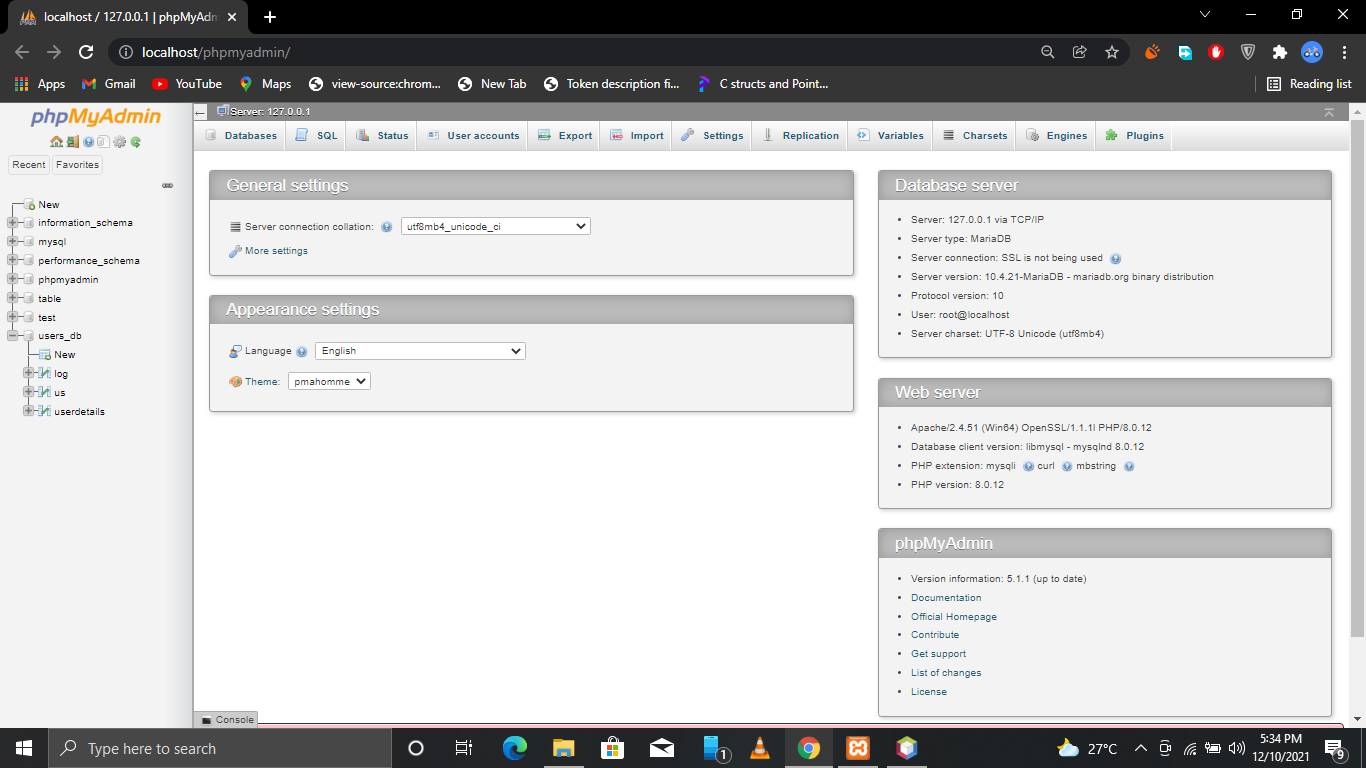 localhost / 127.0.0.1 | phpMyAdm
localhost/phpmyadmin/
Apps
Gmail
YouTube
Maps
view-source:chrom...
New Tab
Token description fi...
C structs and Point...
Reading list
phpMyAdmin
Recent
Favorites
New
information_schema
mysql
performance_schema
phpmyadmin
table
test
users_db
New
log
us
userdetails
Server: 127.0.0.1
Databases
SQL
Status
User accounts
Export
Import
Settings
Replication
Variables
Charsets
Engines
Plugins
General settings
Server connection collation:
utf8mb4_unicode_ci
More settings
Appearance settings
Language
English
Theme:
pmahomme
Database server
Server: 127.0.0.1 via TCP/IP
Server type: MariaDB
Server connection: SSL is not being used
Server version: 10.4.21-MariaDB - mariadb.org binary distribution
Protocol version: 10
User: root@localhost
Server charset: UTF-8 Unicode (utf8mb4)
Web server
Apache/2.4.51 (Win64) OpenSSL/1.1.1l PHP/8.0.12
Database client version: libmysql - mysqlnd 8.0.12
PHP extension: mysqli curl mbstring
PHP version: 8.0.12
phpMyAdmin
Version information: 5.1.1 (up to date)
Documentation
Official Homepage
Contribute
Get support
List of changes
License
Console
Type here to search
1
27°C
5:34 PM
12/10/2021
9